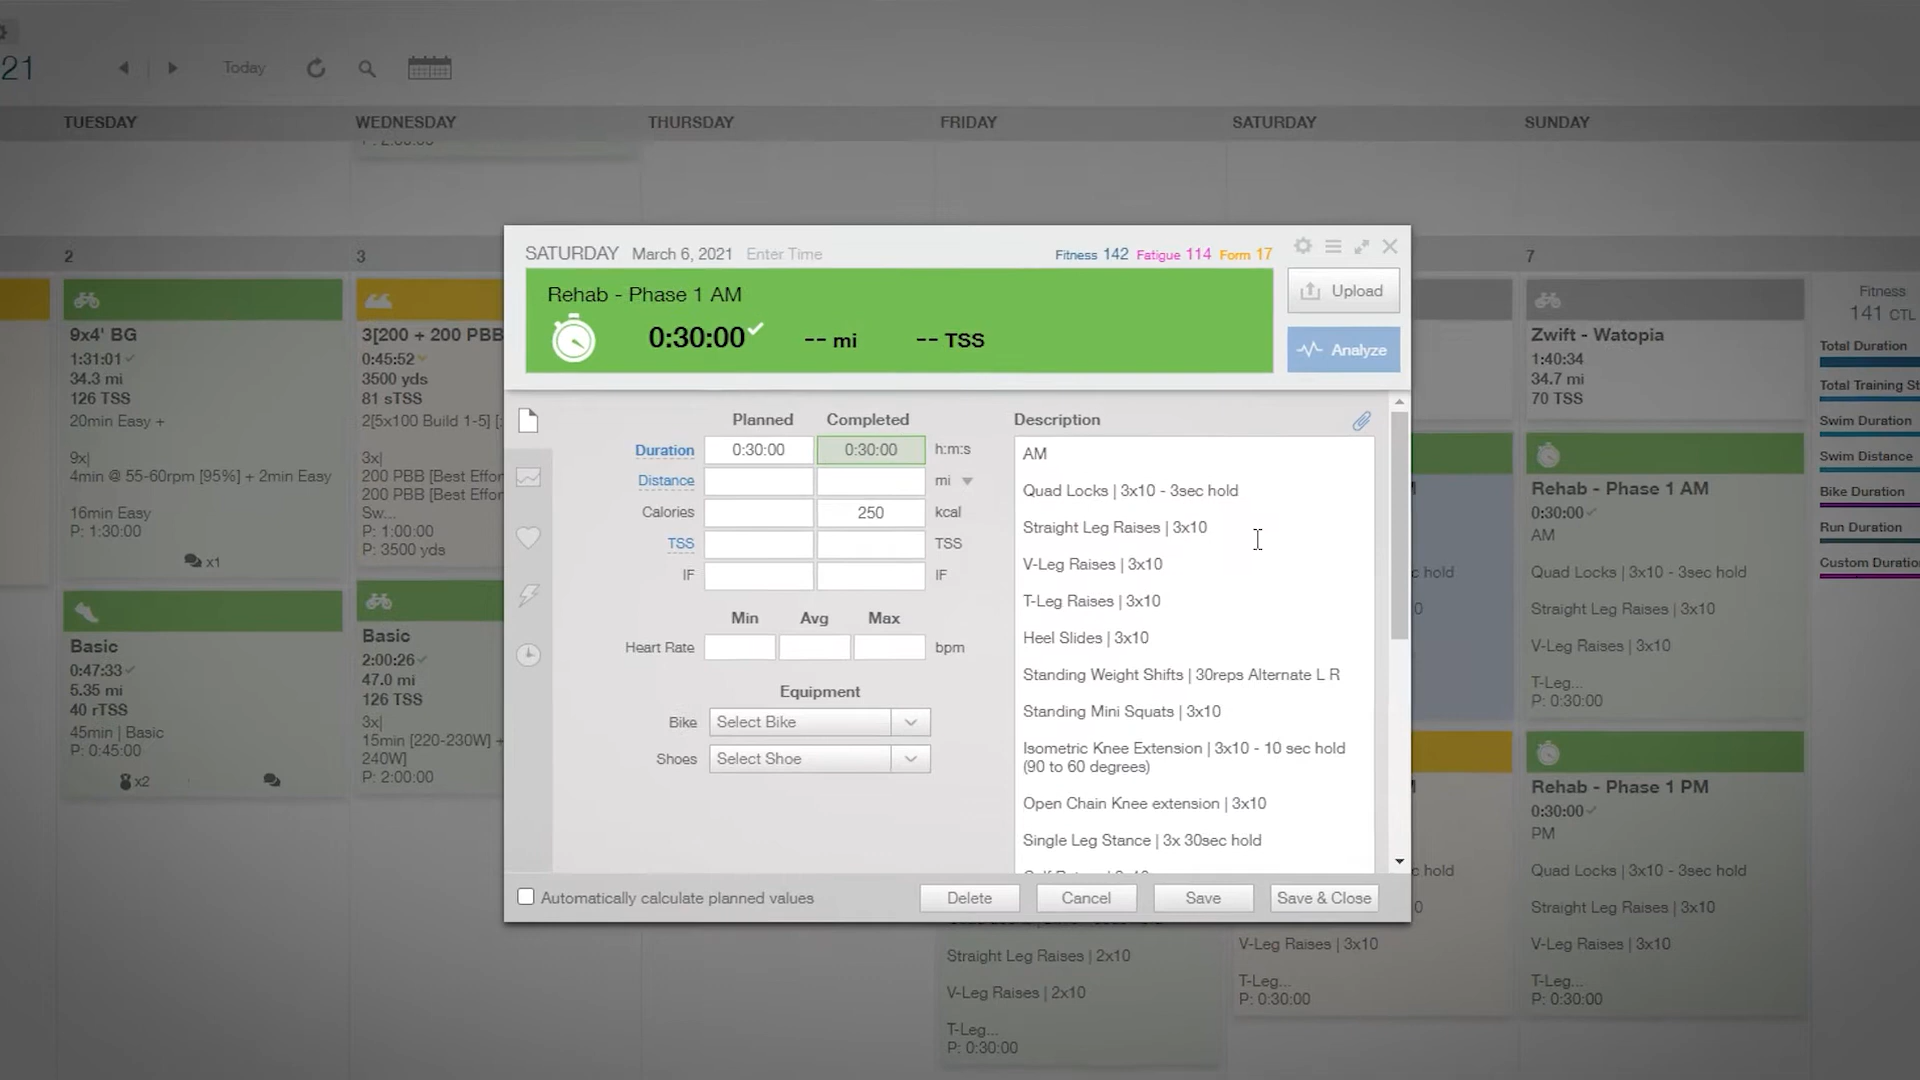 21
Today
TUESDAY
WEDNESDAY
THURSDAY
FRIDAY
SATURDAY
SUNDAY
2
3
7
9x4' BG
1:31:01
34.3 mi
126 TSS
20min Easy +
9x|
4min @ 55-60rpm [95%] + 2min Easy
16min Easy
P: 1:30:00
x1
Basic
0:47:33
5.35 mi
40 rTSS
45min | Basic
P: 0:45:00
x2
3[200 + 200 PBB
0:45:52
3500 yds
81 sTSS
2[5x100 Build 1-5] [:
3x|
200 PBB [Best Effor
200 PBB [Best Effor
Sw...
P: 1:00:00
P: 3500 yds
Basic
2:00:26
47.0 mi
126 TSS
3x|
15min [220-230W] +
240W]
P: 2:00:00
SATURDAY March 6, 2021 Enter Time
Fitness 142 Fatigue 114 Form 17
Rehab - Phase 1 AM
0:30:00 -- mi -- TSS
Upload
Analyze
Planned Completed
Duration 0:30:00 0:30:00 h:m:s
Distance mi
Calories 250 kcal
TSS TSS
IF IF
Min Avg Max
Heart Rate bpm
Equipment
Bike Select Bike
Shoes Select Shoe
Description
AM
Quad Locks | 3x10 - 3sec hold
Straight Leg Raises | 3x10
V-Leg Raises | 3x10
T-Leg Raises | 3x10
Heel Slides | 3x10
Standing Weight Shifts | 30reps Alternate L R
Standing Mini Squats | 3x10
Isometric Knee Extension | 3x10 - 10 sec hold
(90 to 60 degrees)
Open Chain Knee extension | 3x10
Single Leg Stance | 3x 30sec hold
Automatically calculate planned values
Delete Cancel Save Save & Close
Straight Leg Raises | 2x10
V-Leg Raises | 2x10
T-Leg...
P: 0:30:00
c hold
0
c hold
0
V-Leg Raises | 3x10
T-Leg...
P: 0:30:00
Zwift - Watopia
1:40:34
34.7 mi
70 TSS
Rehab - Phase 1 AM
0:30:00
AM
Quad Locks | 3x10 - 3sec hold
Straight Leg Raises | 3x10
V-Leg Raises | 3x10
T-Leg...
P: 0:30:00
Rehab - Phase 1 PM
0:30:00
PM
Quad Locks | 3x10 - 3sec hold
Straight Leg Raises | 3x10
V-Leg Raises | 3x10
T-Leg...
P: 0:30:00
Fitness
141 CTL
Total Duration
Total Training St
Swim Duration
Swim Distance
Bike Duration
Run Duration
Custom Duratio